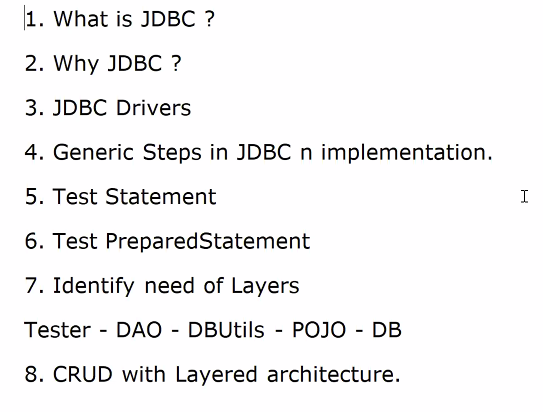 1. What is JDBC ?
2. Why JDBC ?
3. JDBC Drivers
4. Generic Steps in JDBC n implementation.
5. Test Statement
6. Test PreparedStatement
7. Identify need of Layers
Tester - DAO - DBUtils - POJO - DB
8. CRUD with Layered architecture.